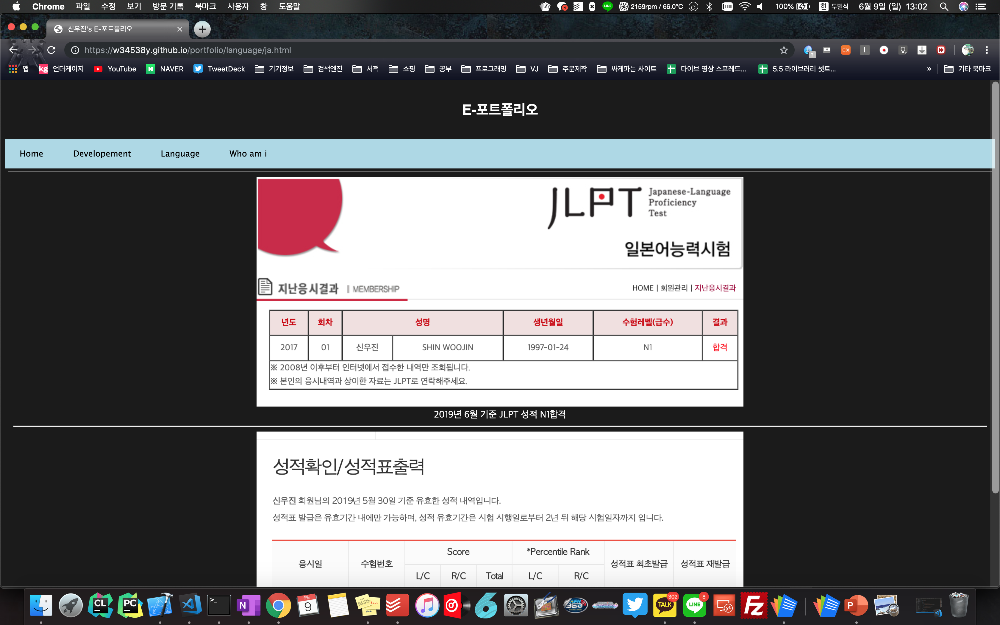 Chrome 파일 수정 보기 방문 기록 북마크 사용자 창 도움말 LINE 2159rpm / 66.0°C 100% 한 두벌식 6월 9일 (일) 13:02
신우진's E-포트폴리오
https://w34538y.github.io/portfolio/language/ja.html
앱 kg 언더케이지 YouTube N NAVER TweetDeck 기기정보 검색엔진 서적 쇼핑 공부 프로그래밍 VJ 주문제작 싸게파는 사이트 다이브 영상 스프레드... 5.5 라이브러리 셋트... » 기타 북마크
E-포트폴리오
Home Developement Language Who am i
JLPT Japanese-Language
Proficiency
Test
일본어능력시험
지난응시결과 | MEMBERSHIP HOME | 회원관리 | 지난응시결과
년도 회차 성명 생년월일 수험레벨(급수) 결과
2017 01 신우진 SHIN WOOJIN 1997-01-24 N1 합격
※ 2008년 이후부터 인터넷에서 접수한 내역만 조회됩니다.
※ 본인의 응시내역과 상이한 자료는 JLPT로 연락해주세요.
2019년 6월 기준 JLPT 성적 N1합격
성적확인/성적표출력
신우진 회원님의 2019년 5월 30일 기준 유효한 성적 내역입니다.
성적표 발급은 유효기간 내에만 가능하며, 성적 유효기간은 시험 시행일로부터 2년 뒤 해당 시험일자까지 입니다.
응시일 수험번호 Score *Percentile Rank 성적표 최초발급 성적표 재발급
L/C R/C Total L/C R/C
CL PC N 6월 9 TALK 302 LINE 8 Fz P